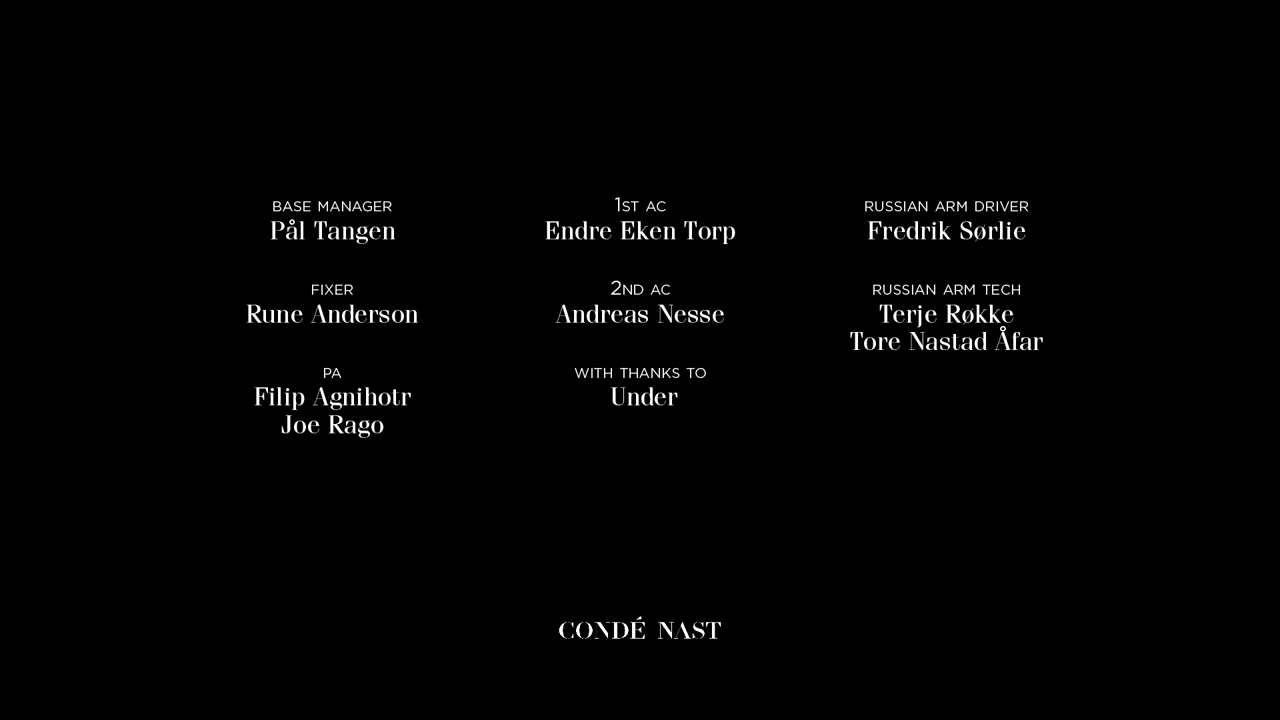 BASE MANAGER
Pål Tangen
FIXER
Rune Anderson
PA
Filip Agnihotr
Joe Rago
1ST AC
Endre Eken Torp
2ND AC
Andreas Nesse
WITH THANKS TO
Under
RUSSIAN ARM DRIVER
Fredrik Sørlie
RUSSIAN ARM TECH
Terje Røkke
Tore Nastad Åfar
CONDÉ NAST